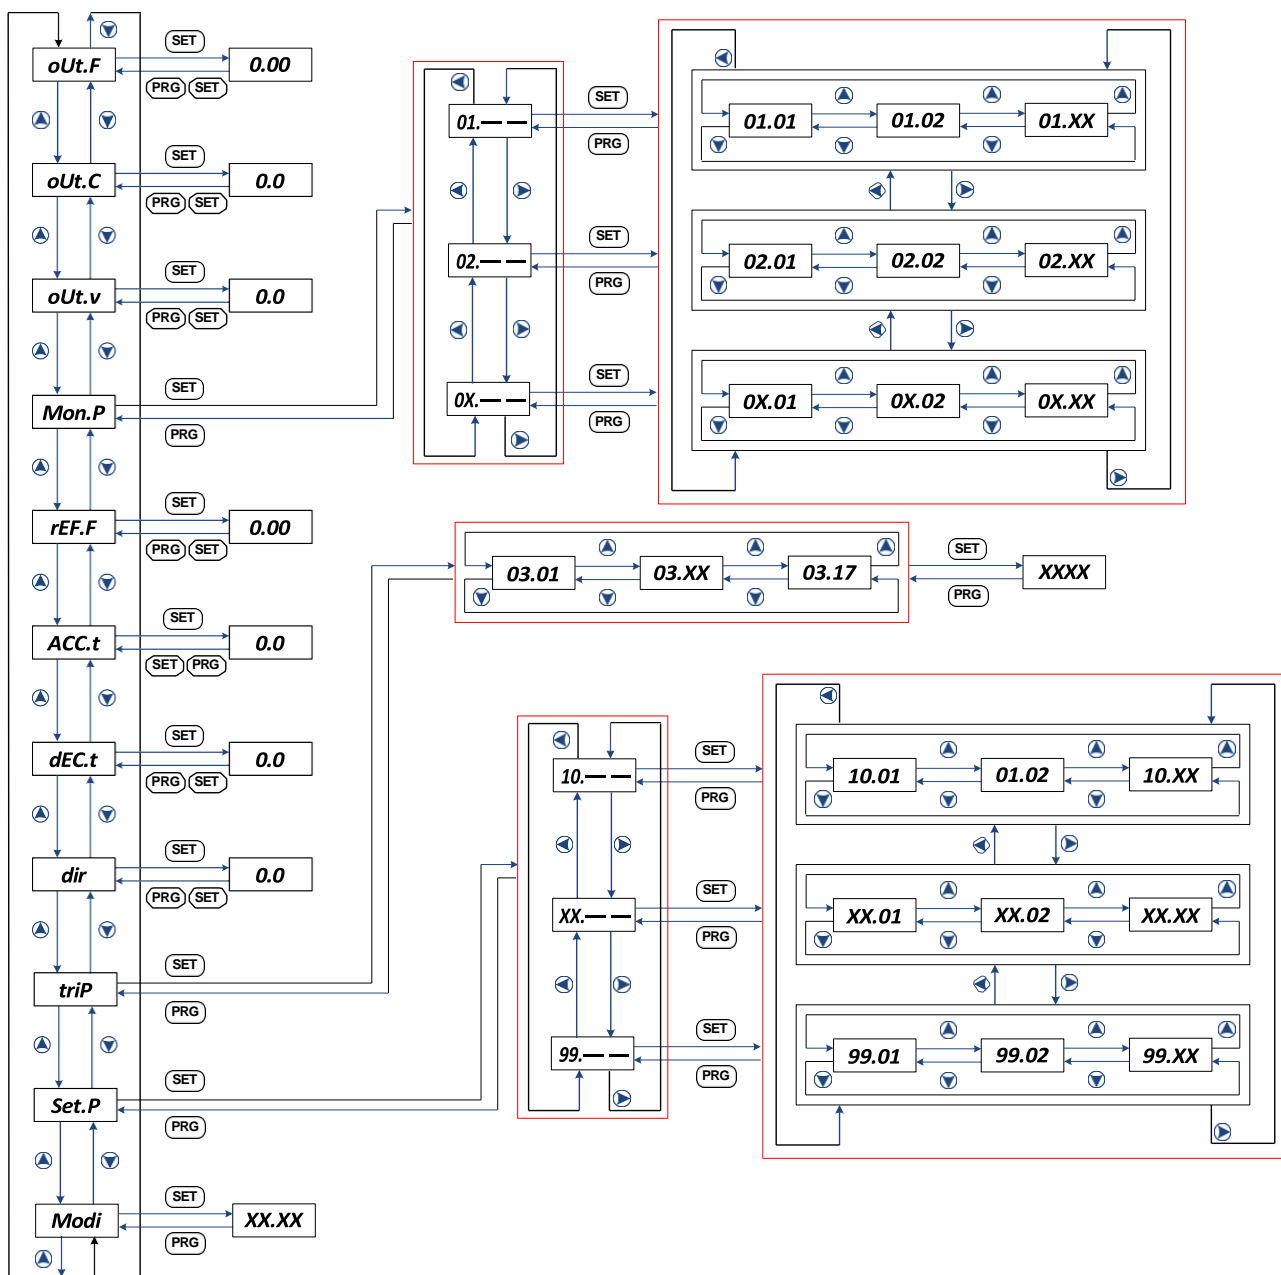 SET
oUt.F
0.00
PRG SET
SET
oUt.C
0.0
PRG SET
SET
oUt.v
0.0
PRG SET
SET
Mon.P
PRG
SET
rEF.F
0.00
PRG SET
SET
ACC.t
0.0
SET PRG
SET
dEC.t
0.0
PRG SET
SET
dir
0.0
PRG SET
SET
triP
PRG
SET
Set.P
PRG
SET
Modi
XX.XX
PRG
01.— —
SET
PRG
02.— —
SET
PRG
0X.— —
SET
PRG
01.01 01.02 01.XX
02.01 02.02 02.XX
0X.01 0X.02 0X.XX
03.01 03.XX 03.17
SET
XXXX
PRG
10.— —
SET
PRG
XX.— —
SET
PRG
99.— —
SET
PRG
10.01 01.02 10.XX
XX.01 XX.02 XX.XX
99.01 99.02 99.XX